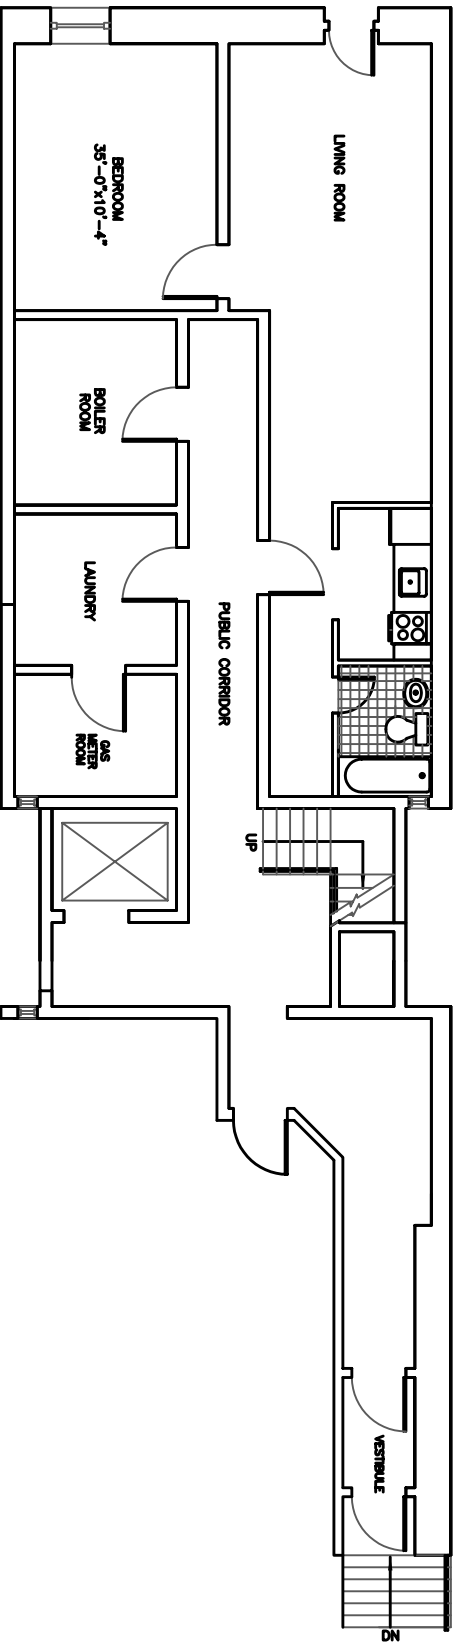 LIVING ROOM
BEDROOM
35'-0"x10'-4"
BOILER
ROOM
LAUNDRY
PUBLIC CORRIDOR
GAS
METER
ROOM
UP
VESTIBULE
DN